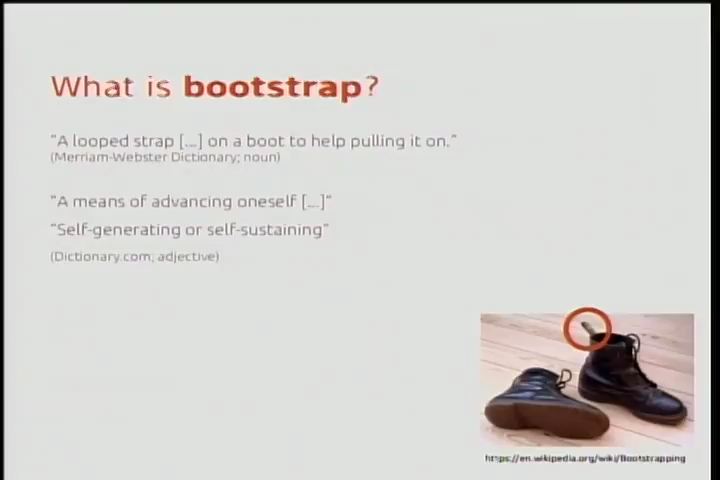 What is bootstrap?
"A looped strap [...] on a boot to help pulling it on."
(Merriam-Webster Dictionary; noun)
"A means of advancing oneself [...]"
"Self-generating or self-sustaining"
(Dictionary.com, adjective)
https://en.wikipedia.org/wiki/Bootstrapping